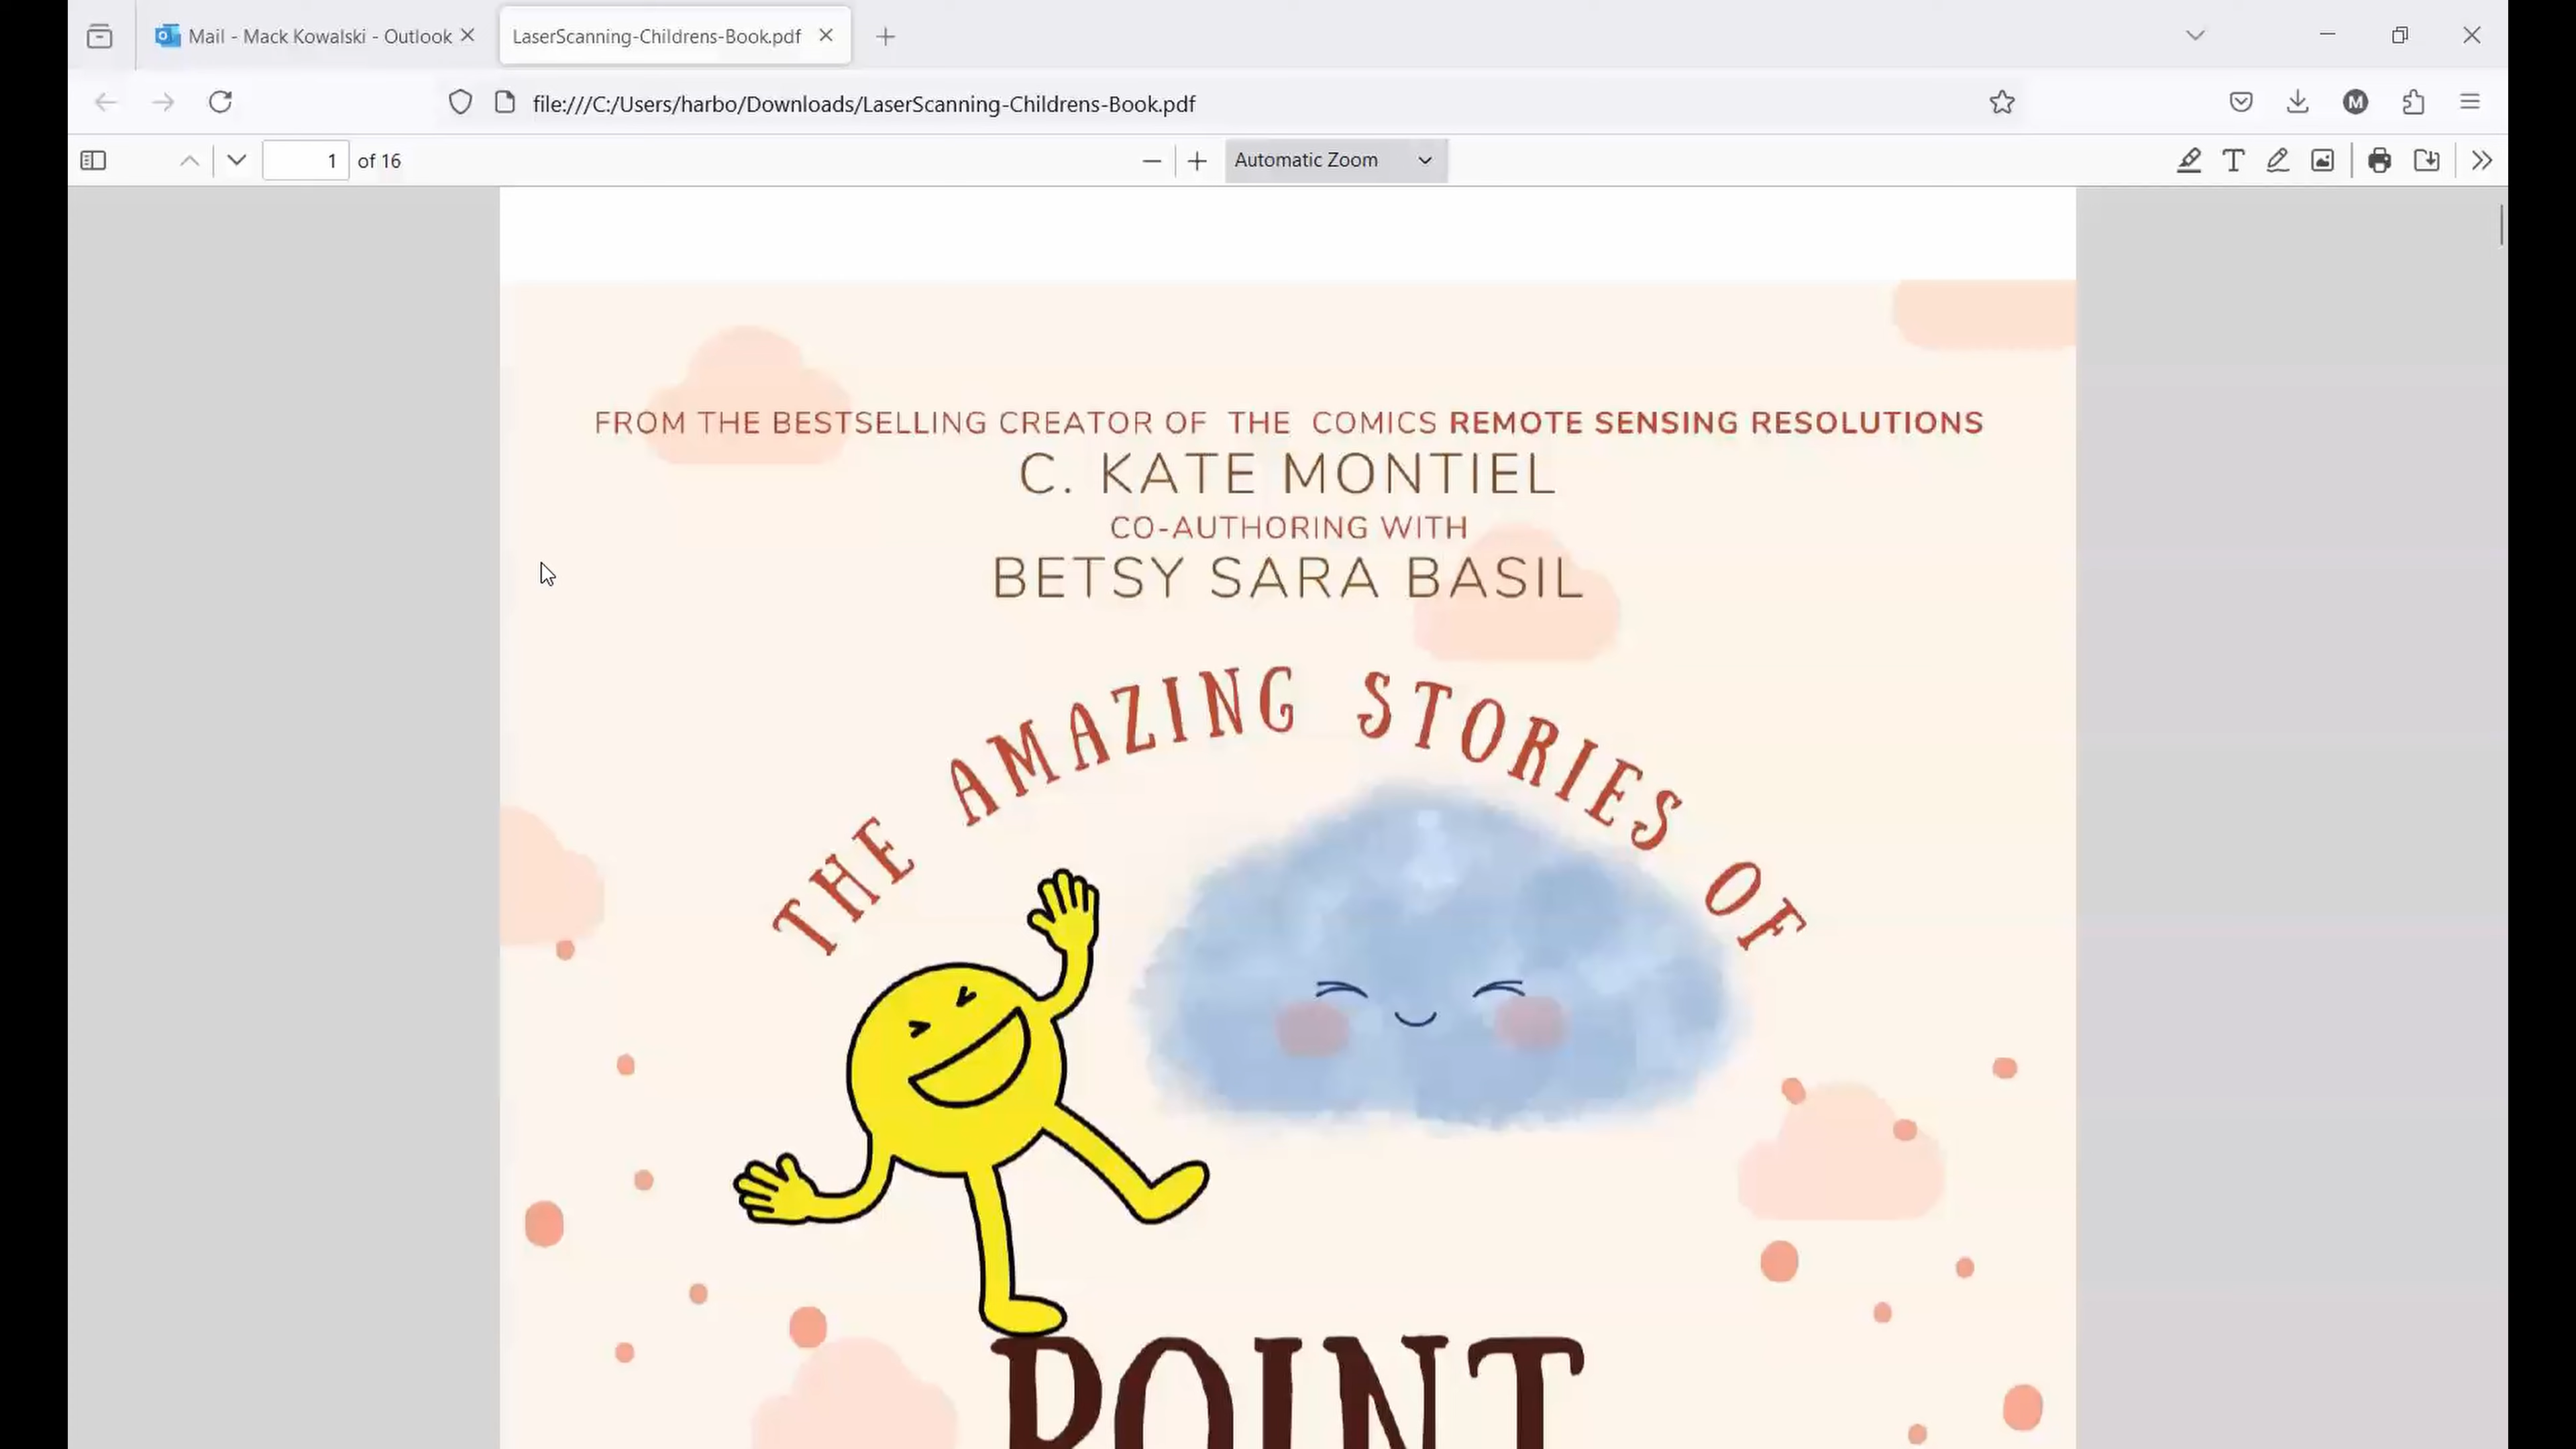 Mail - Mack Kowalski - Outlook
LaserScanning-Childrens-Book.pdf
file:///C:/Users/harbo/Downloads/LaserScanning-Childrens-Book.pdf
M
1 of 16
Automatic Zoom
FROM THE BESTSELLING CREATOR OF THE COMICS REMOTE SENSING RESOLUTIONS
C. KATE MONTIEL
CO-AUTHORING WITH
BETSY SARA BASIL
THE AMAZING STORIES OF
POINT